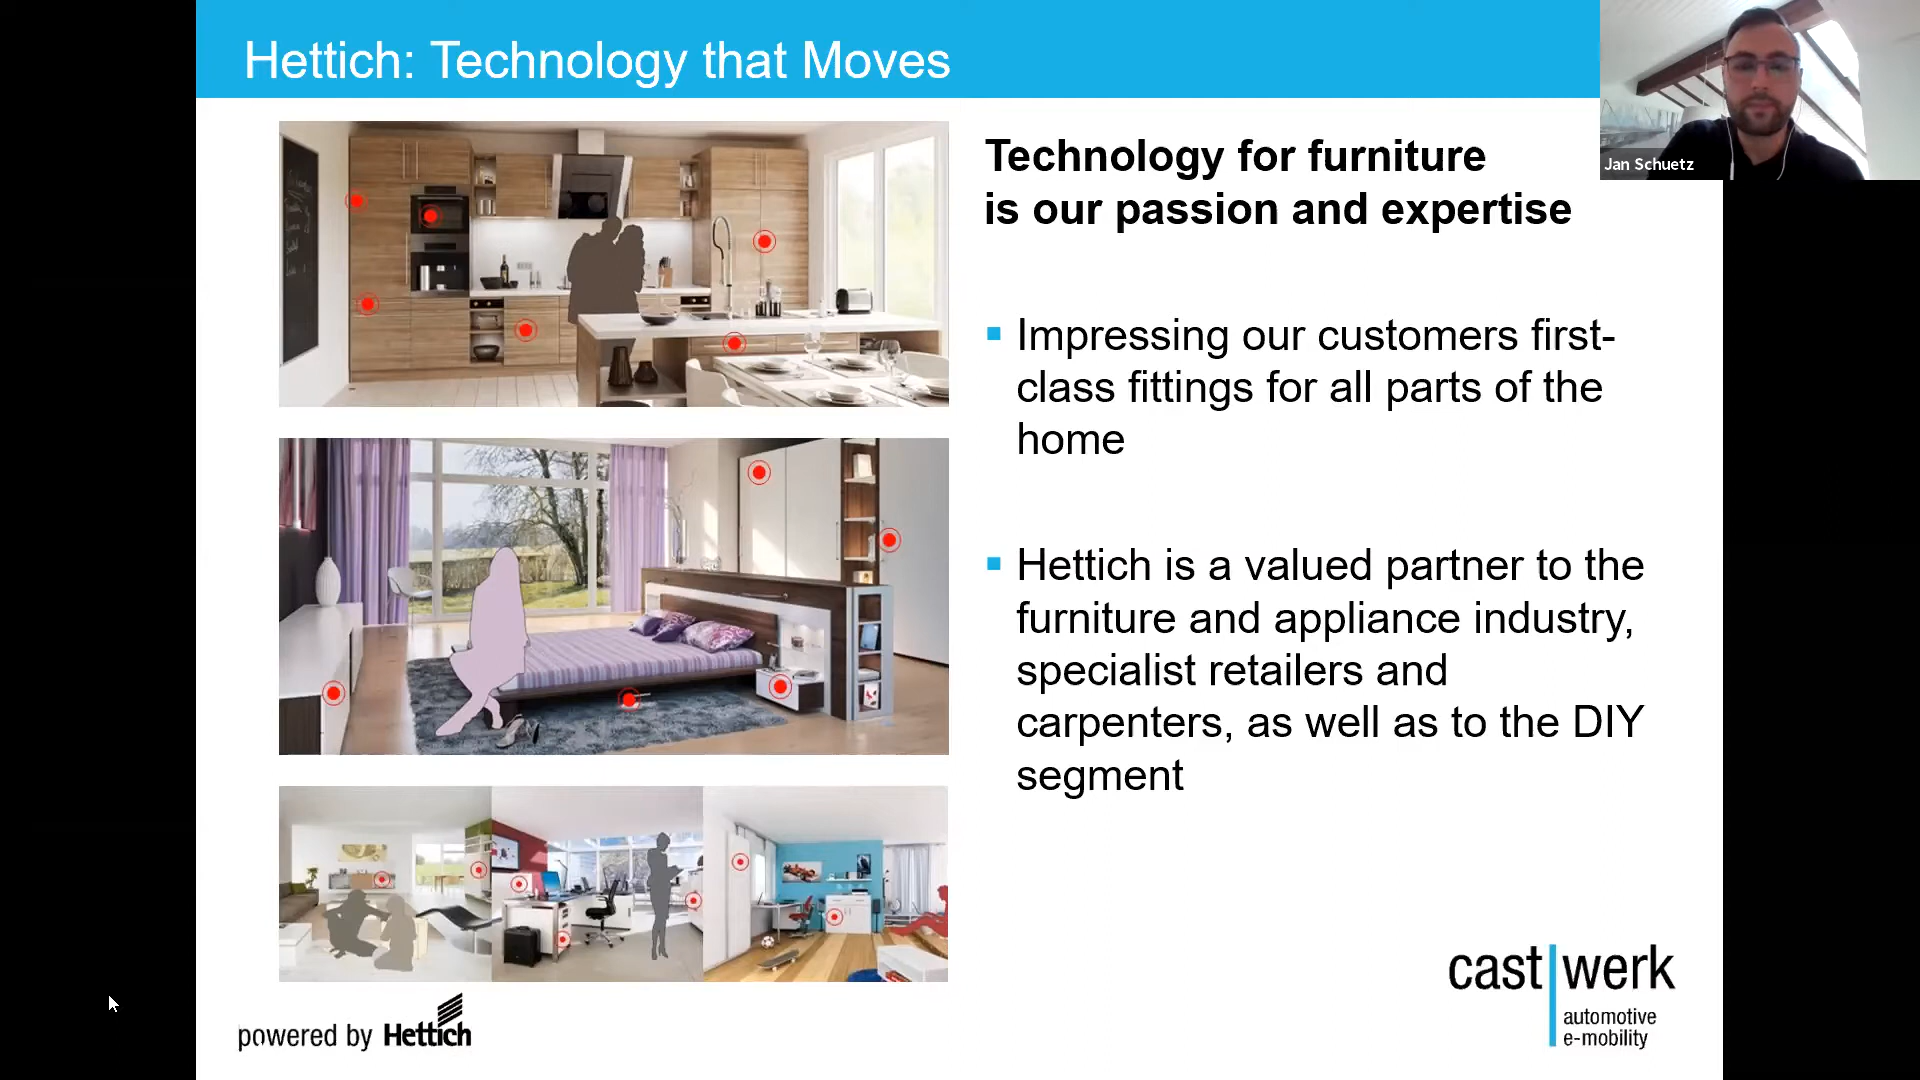 Hettich: Technology that Moves
Jan Schuetz
Technology for furniture
is our passion and expertise
Impressing our customers first-
class fittings for all parts of the
home
Hettich is a valued partner to the
furniture and appliance industry,
specialist retailers and
carpenters, as well as to the DIY
segment
powered by Hettich
cast werk
automotive
e-mobility